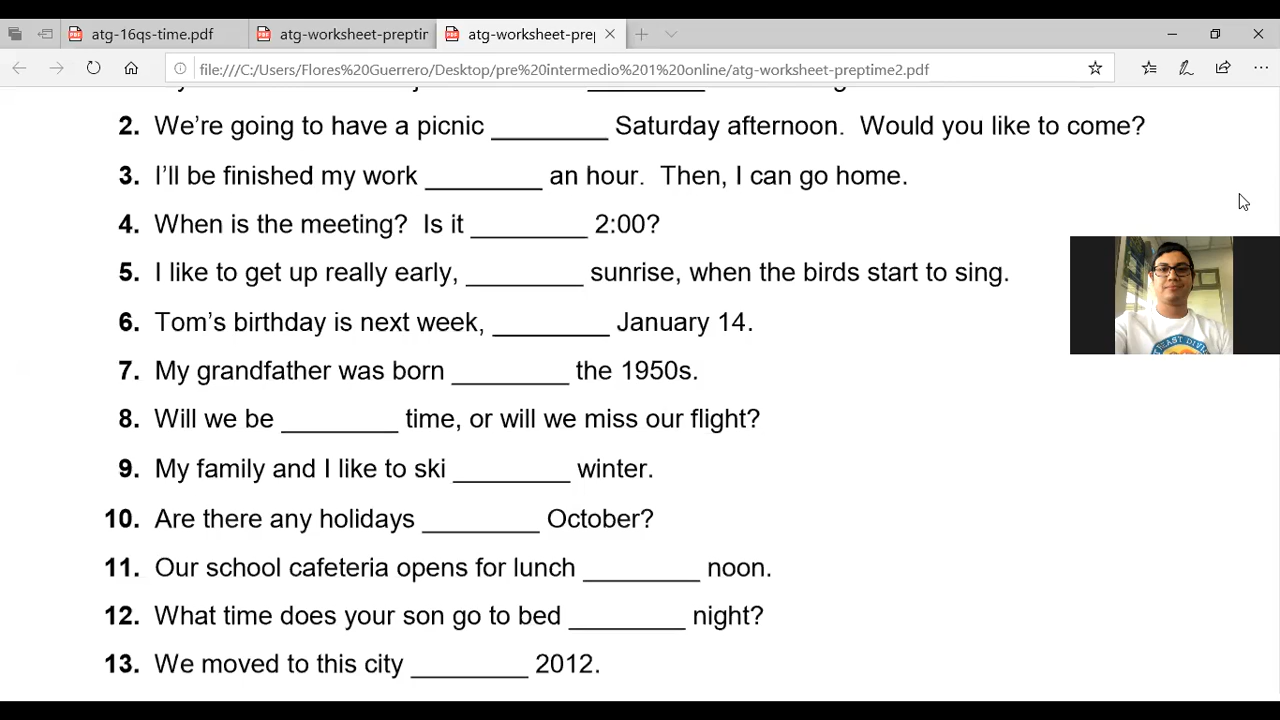 atg-16qs-time.pdf
atg-worksheet-preptin
atg-worksheet-prep
file:///C:/Users/Flores%20Guerrero/Desktop/pre%20intermedio%201%20online/atg-worksheet-preptime2.pdf
2. We're going to have a picnic ________ Saturday afternoon. Would you like to come?
3. I'll be finished my work ________ an hour. Then, I can go home.
4. When is the meeting? Is it ________ 2:00?
5. I like to get up really early, ________ sunrise, when the birds start to sing.
6. Tom's birthday is next week, ________ January 14.
7. My grandfather was born ________ the 1950s.
8. Will we be ________ time, or will we miss our flight?
9. My family and I like to ski ________ winter.
10. Are there any holidays ________ October?
11. Our school cafeteria opens for lunch ________ noon.
12. What time does your son go to bed ________ night?
13. We moved to this city ________ 2012.